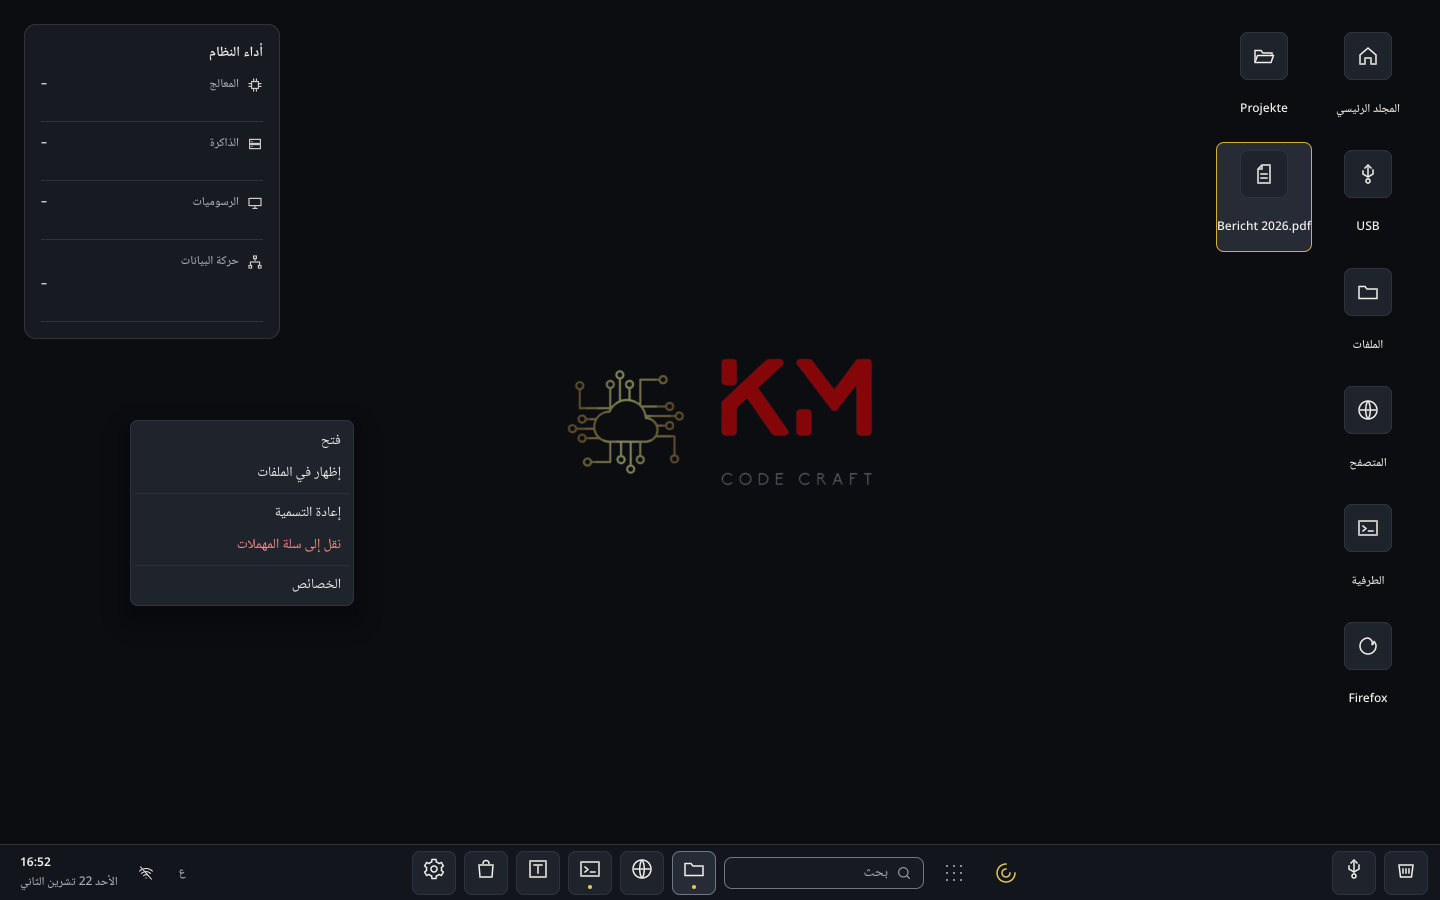 أداء النظام
المعالج
–
الذاكرة
–
الرسوميات
–
حركة البيانات
–
المجلد الرئيسي
Projekte
USB
Bericht 2026.pdf
الملفات
المتصفح
الطرفية
Firefox
KM
CODE CRAFT
فتح
إظهار في الملفات
إعادة التسمية
نقل إلى سلة المهملات
الخصائص
بحث
T
ع
16:52
الأحد 22 تشرين الثاني